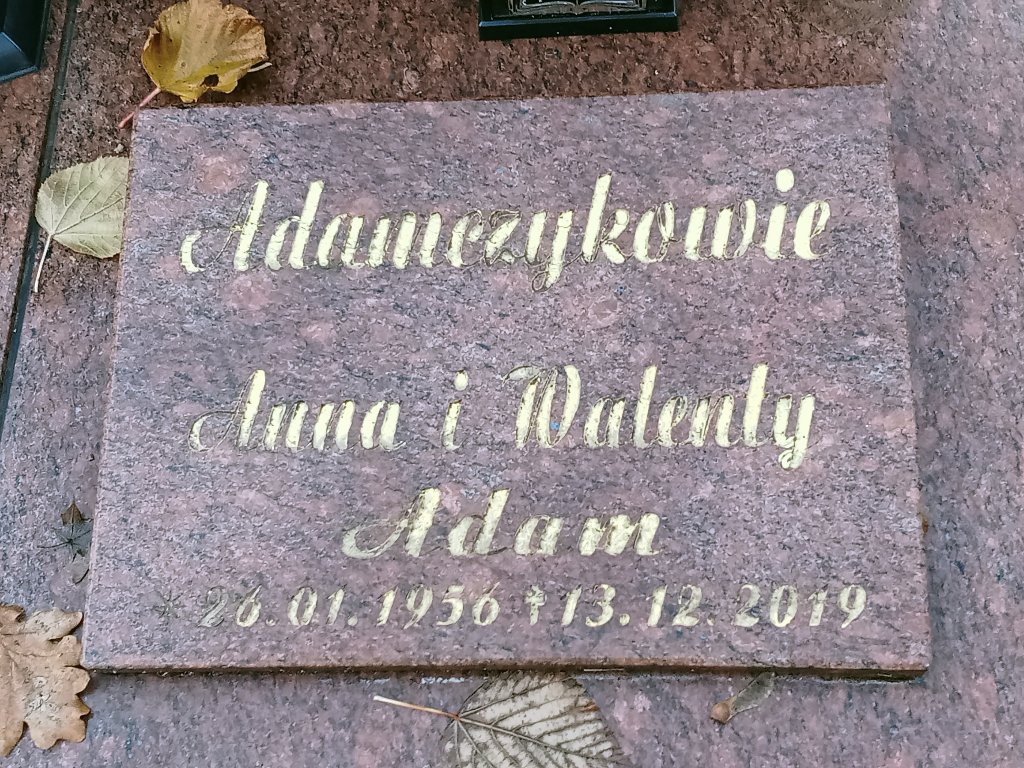 Adamczykowie
Anna i Walenty
Adam
* 26.01.1956 ✝ 13.12.2019